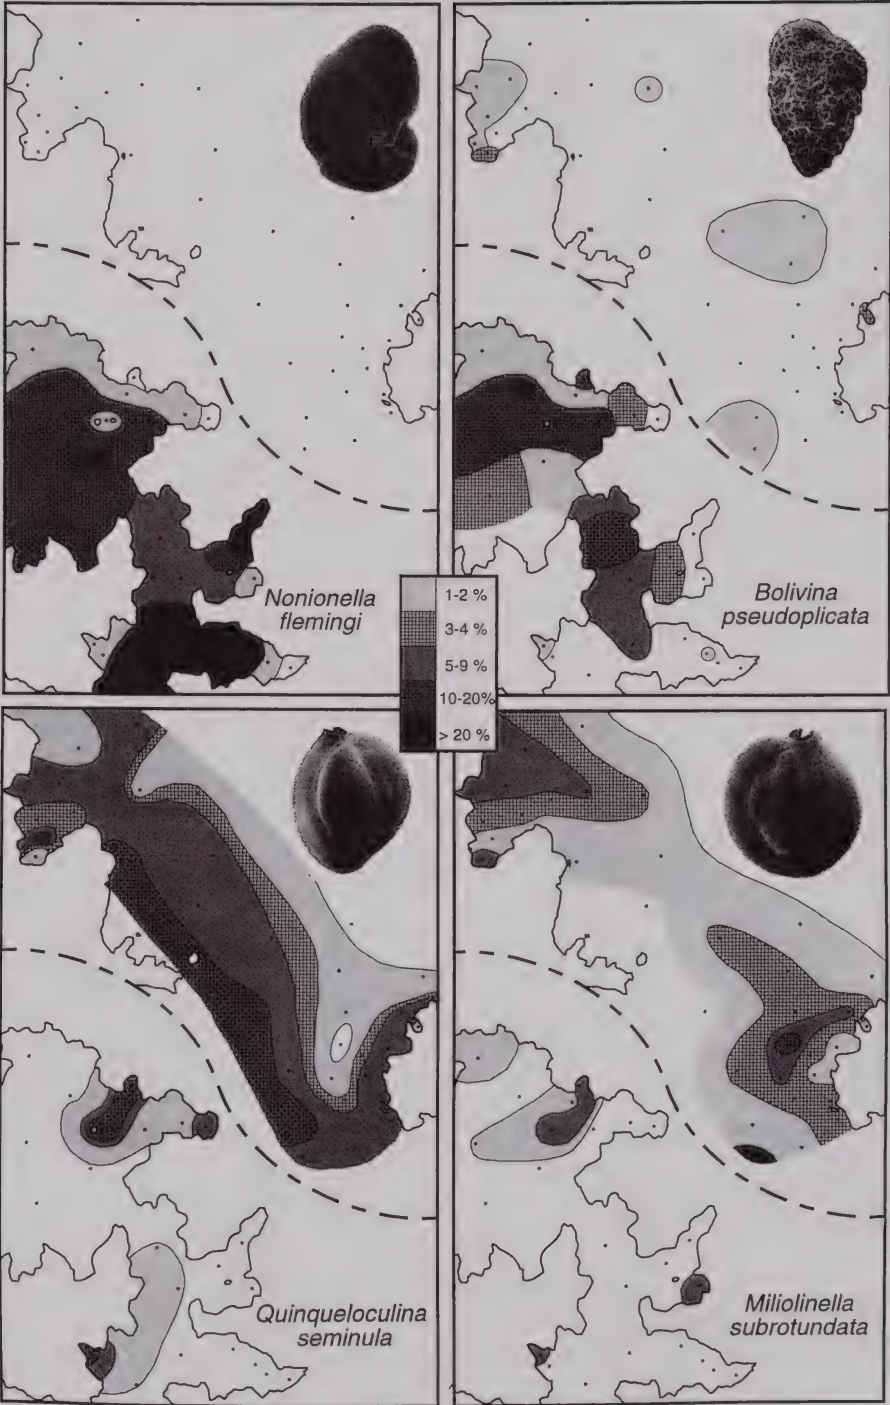 Nonionella
flemingi
Bolivina
pseudoplicata
1-2 %
3-4 %
5-9 %
10-20%
> 20 %
Quinqueloculina
seminula
Miliolinella
subrotundata